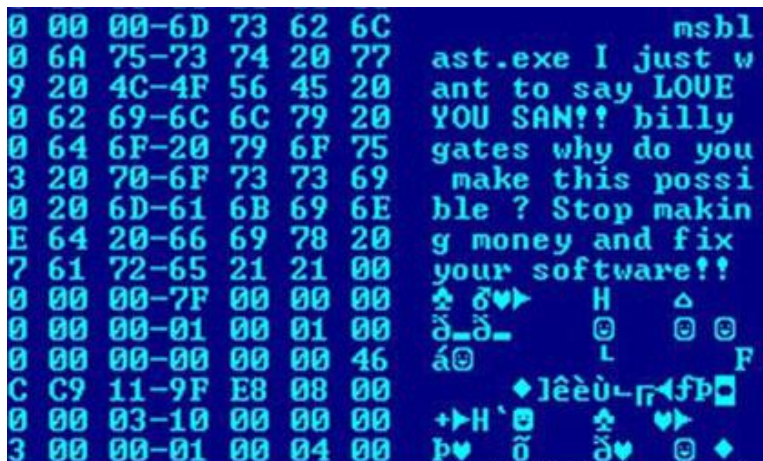 0 00 00-6D 73 62 6C msbl
0 6A 75-73 74 20 77 ast.exe I just w
9 20 4C-4F 56 45 20 ant to say LOVE
0 62 69-6C 6C 79 20 YOU SAN!! billy
0 64 6F-20 79 6F 75 gates why do you
3 20 70-6F 73 73 69 make this possi
0 20 6D-61 6B 69 6E ble ? Stop makin
E 64 20-66 69 78 20 g money and fix
7 61 72-65 21 21 00 your software!!
0 00 00-7F 00 00 00 ♣ ♂♥► H ⌂
0 00 00-01 00 01 00 ð_ð_ ☺ ☺ ☺
0 00 00-00 00 00 46 á☺ └ F
C C9 11-9F E8 08 00 ♦]êèù
0 00 03-10 00 00 00 +►H`☻ ♣ ♥►
3 00 00-01 00 04 00 Þ♥ õ ð♥ ☺ ♦